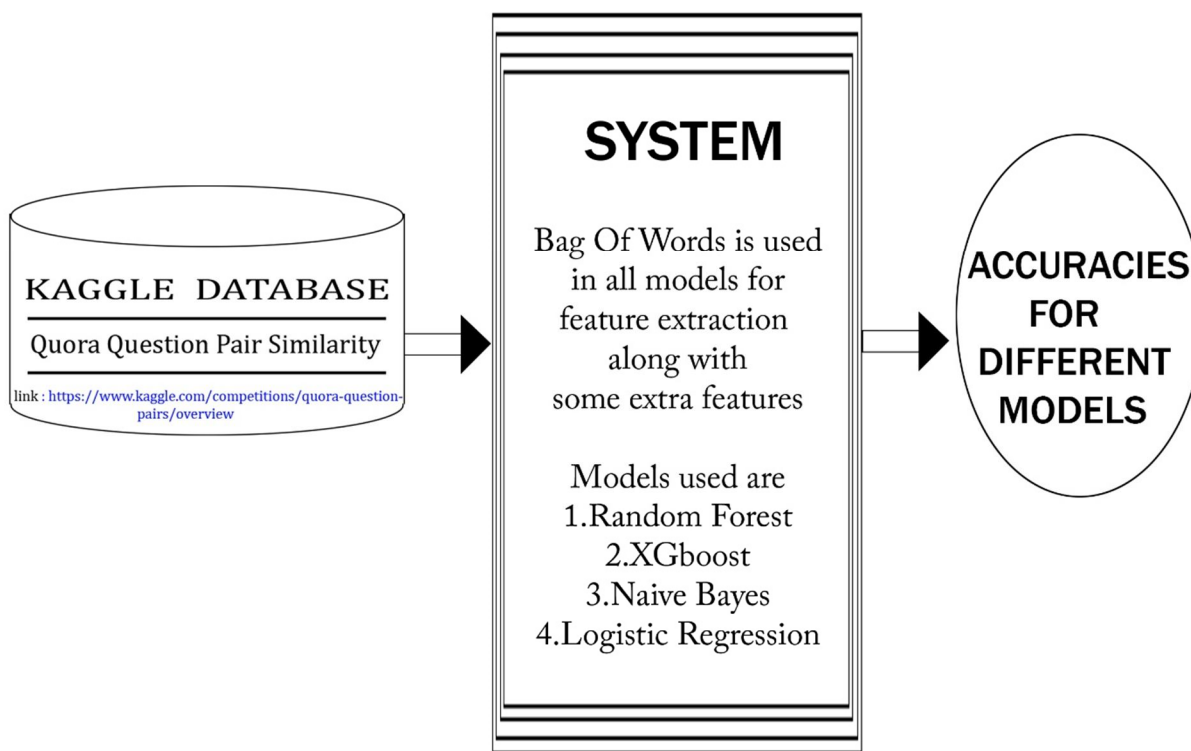 KAGGLE DATABASE
Quora Question Pair Similarity
link : https://www.kaggle.com/competitions/quora-question-
pairs/overview
SYSTEM
Bag Of Words is used
in all models for
feature extraction
along with
some extra features
Models used are
1.Random Forest
2.XGboost
3.Naive Bayes
4.Logistic Regression
ACCURACIES
FOR
DIFFERENT
MODELS